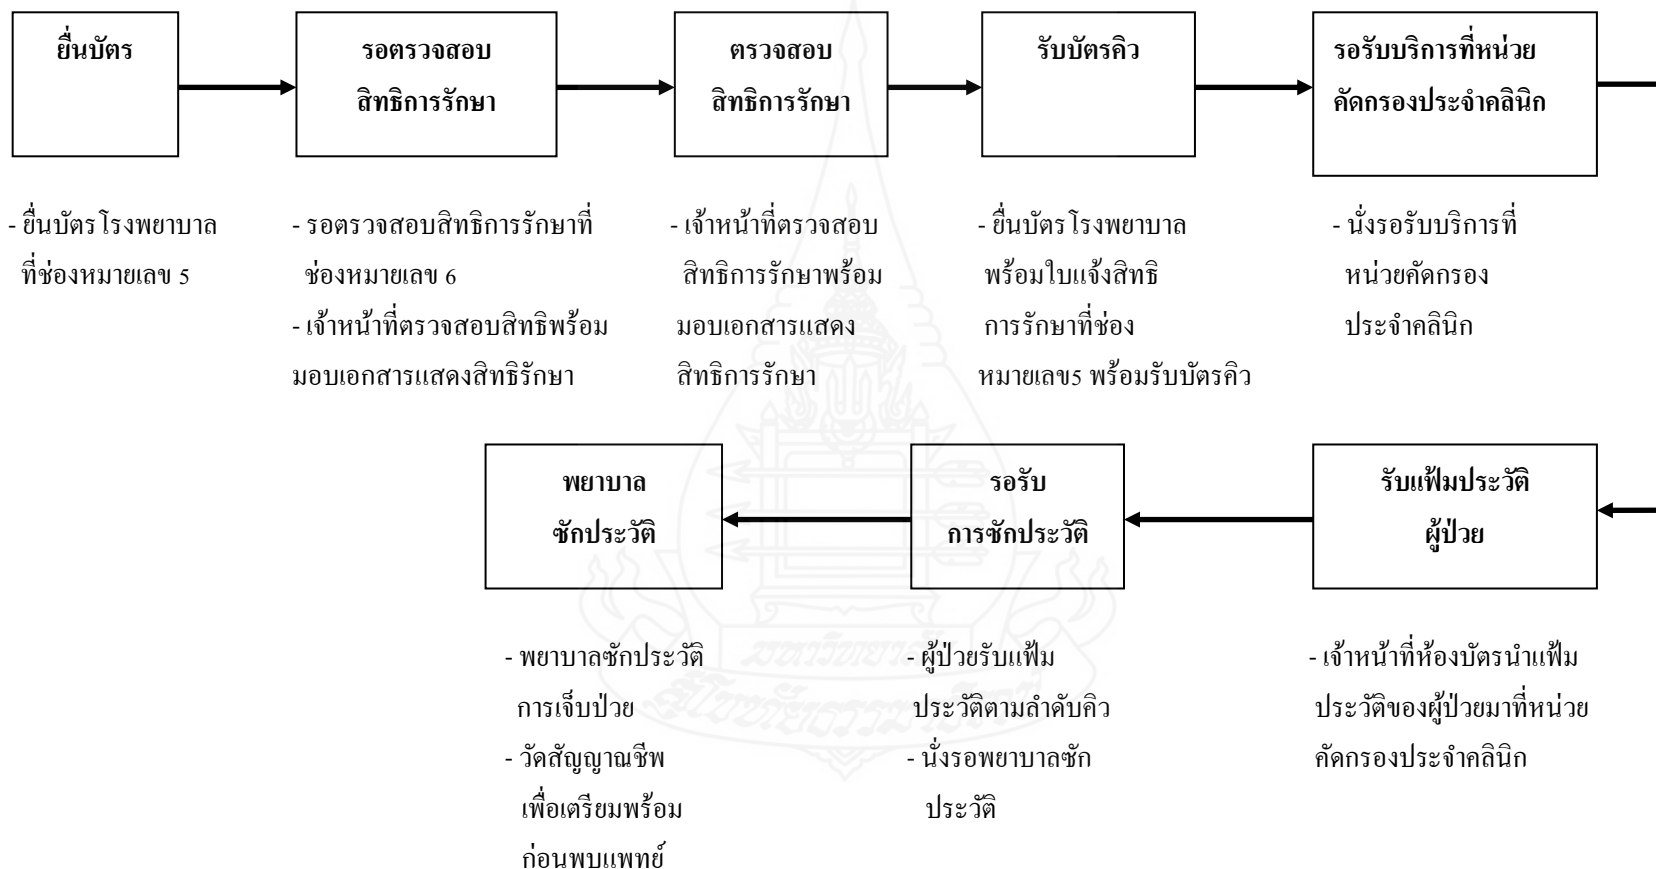 ยื่นบัตร
รอตรวจสอบ
สิทธิการรักษา
ตรวจสอบ
สิทธิการรักษา
รับบัตรคิว
รอรับบริการที่หน่วย
คัดกรองประจำคลินิก
- ยื่นบัตรโรงพยาบาล
ที่ช่องหมายเลข 5
- รอตรวจสอบสิทธิการรักษาที่
ช่องหมายเลข 6
- เจ้าหน้าที่ตรวจสอบสิทธิพร้อม
มอบเอกสารแสดงสิทธิรักษา
- เจ้าหน้าที่ตรวจสอบ
สิทธิการรักษาพร้อม
มอบเอกสารแสดง
สิทธิการรักษา
- ยื่นบัตรโรงพยาบาล
พร้อมใบแจ้งสิทธิ
การรักษาที่ช่อง
หมายเลข5 พร้อมรับบัตรคิว
- นั่งรอรับบริการที่
หน่วยคัดกรอง
ประจำคลินิก
รับแฟ้มประวัติ
ผู้ป่วย
รอรับ
การซักประวัติ
พยาบาล
ซักประวัติ
- เจ้าหน้าที่ห้องบัตรนำแฟ้ม
ประวัติของผู้ป่วยมาที่หน่วย
คัดกรองประจำคลินิก
- ผู้ป่วยรับแฟ้ม
ประวัติตามลำดับคิว
- นั่งรอพยาบาลซัก
ประวัติ
- พยาบาลซักประวัติ
การเจ็บป่วย
- วัดสัญญาณชีพ
เพื่อเตรียมพร้อม
ก่อนพบแพทย์
มหาวิทยาลัย
สุโขทัยธรรมาธิราช